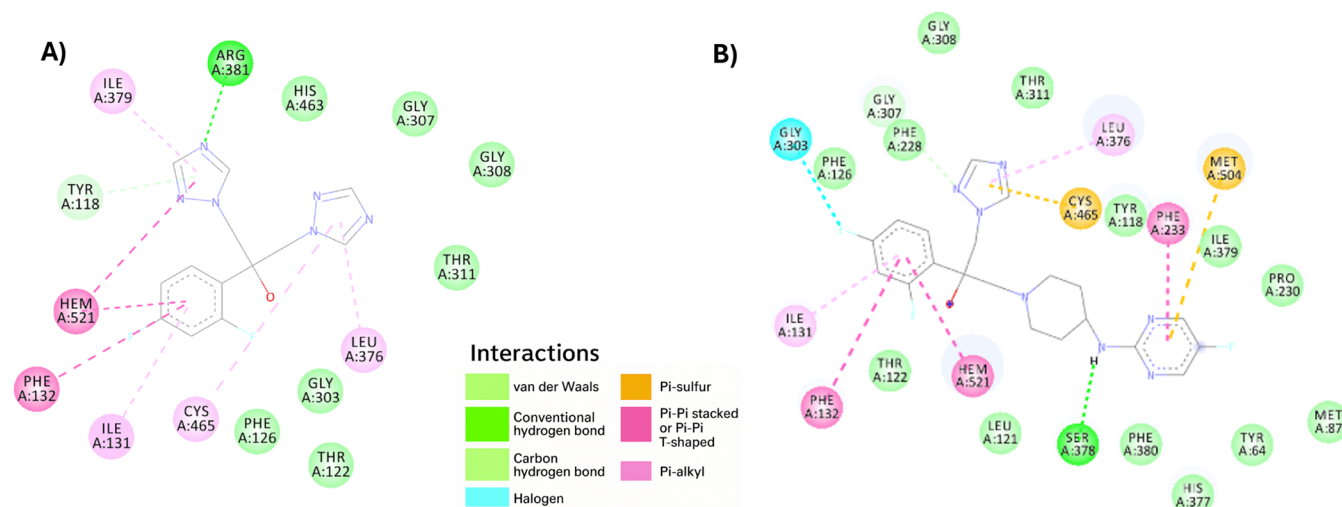 A)
ARG
A:381
ILE
A:379
HIS
A:463
GLY
A:307
GLY
A:308
TYR
A:118
THR
A:311
HEM
A:521
LEU
A:376
PHE
A:132
GLY
A:303
ILE
A:131
CYS
A:465
PHE
A:126
THR
A:122
N
N
N
N
N
N
O
F
F
Interactions
van der Waals
Conventional
hydrogen bond
Carbon
hydrogen bond
Halogen
Pi-sulfur
Pi-Pi stacked
or Pi-Pi
T-shaped
Pi-alkyl
B)
GLY
A:308
THR
A:311
GLY
A:307
GLY
A:303
PHE
A:228
LEU
A:376
PHE
A:126
MET
A:504
CYS
A:465
TYR
A:118
PHE
A:233
ILE
A:379
PRO
A:230
ILE
A:131
THR
A:122
HEM
A:521
PHE
A:132
LEU
A:121
SER
A:378
PHE
A:380
TYR
A:64
MET
A:87
HIS
A:377
N
N
N
N
N
H
N
N